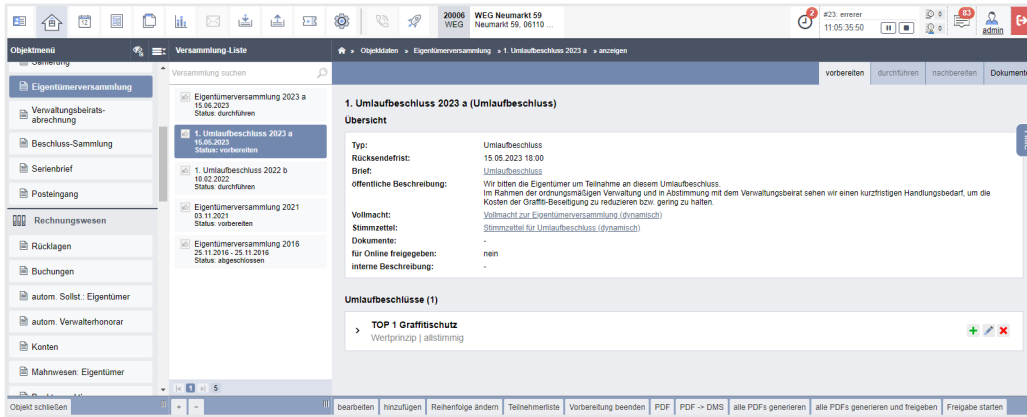 20006
WEG
WEG Neumarkt 59
Neumarkt 59, 06110 ...
2
#23: errerer
11:05:35:50
0
0
83
admin
Objektmenü
Versammlung-Liste
» Objektdaten » Eigentümerversammlung » 1. Umlaufbeschluss 2023 a » anzeigen
Sanierung
Eigentümerversammlung
Verwaltungsbeirats-
abrechnung
Beschluss-Sammlung
Serienbrief
Posteingang
Rechnungswesen
Rücklagen
Buchungen
autom. Sollst.: Eigentümer
autom. Verwalterhonorar
Konten
Mahnwesen: Eigentümer
Objekt schließen
Versammlung suchen
Eigentümerversammlung 2023 a
15.06.2023
Status: durchführen
1. Umlaufbeschluss 2023 a
15.05.2023
Status: vorbereiten
1. Umlaufbeschluss 2022 b
10.02.2022
Status: durchführen
Eigentümerversammlung 2021
03.11.2021
Status: vorbereiten
Eigentümerversammlung 2016
25.11.2016 - 25.11.2016
Status: abgeschlossen
1 5
+ -
vorbereiten durchführen nachbereiten Dokumente
1. Umlaufbeschluss 2023 a (Umlaufbeschluss)
Übersicht
Typ: Umlaufbeschluss
Rücksendefrist: 15.05.2023 18:00
Brief: Umlaufbeschluss
öffentliche Beschreibung: Wir bitten die Eigentümer um Teilnahme an diesem Umlaufbeschluss.
Im Rahmen der ordnungsmäßigen Verwaltung und in Abstimmung mit dem Verwaltungsbeirat sehen wir einen kurzfristigen Handlungsbedarf, um die
Kosten der Graffiti-Beseitigung zu reduzieren bzw. gering zu halten.
Vollmacht: Vollmacht zur Eigentümerversammlung (dynamisch)
Stimmzettel: Stimmzettel für Umlaufbeschluss (dynamisch)
Dokumente: -
für Online freigegeben: nein
interne Beschreibung: -
Umlaufbeschlüsse (1)
TOP 1 Graffitischutz
Wertprinzip | allstimmig
bearbeiten hinzufügen Reihenfolge ändern Teilnehmerliste Vorbereitung beenden PDF PDF -> DMS alle PDFs generieren alle PDFs generieren und freigeben Freigabe starten